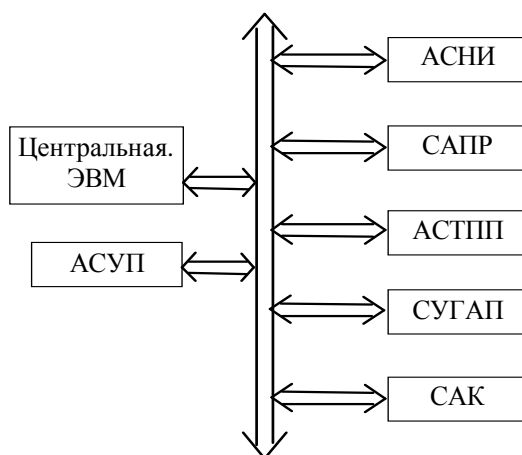 АСНИ
Центральная.
ЭВМ
САПР
АСУП
АСТПП
СУГАП
САК